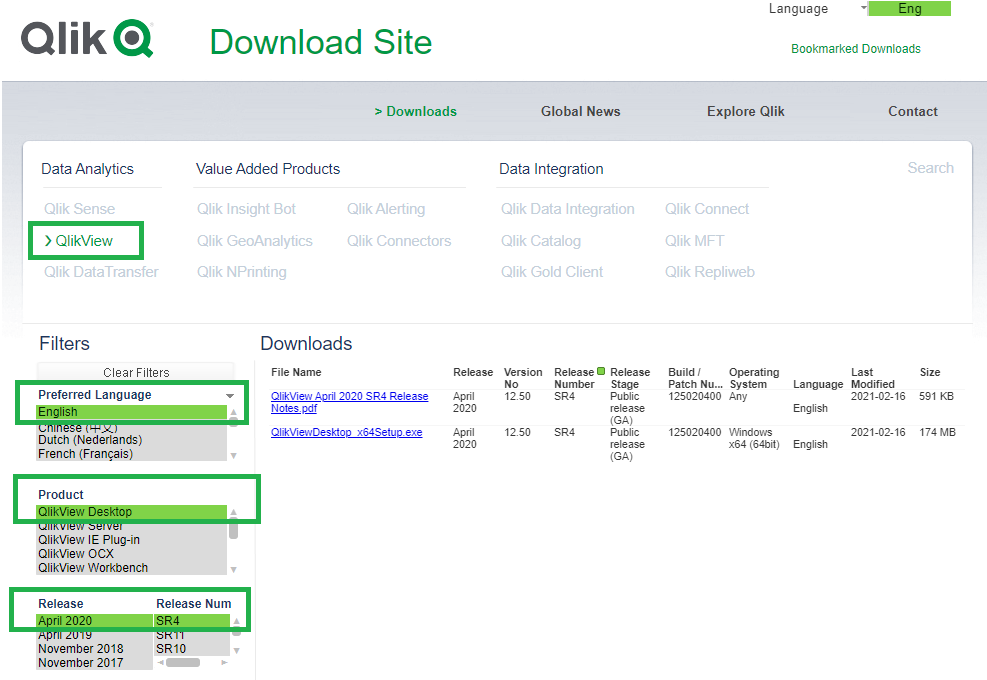 Language Eng
Qlik Download Site
Bookmarked Downloads
> Downloads Global News Explore Qlik Contact
Data Analytics Value Added Products Data Integration Search
Qlik Sense Qlik Insight Bot Qlik Alerting Qlik Data Integration Qlik Connect
QlikView Qlik GeoAnalytics Qlik Connectors Qlik Catalog Qlik MFT
Qlik DataTransfer Qlik NPrinting Qlik Gold Client Qlik Repliweb
Filters
Clear Filters
Preferred Language
English
Chinese (中文)
Dutch (Nederlands)
French (Français)
Product
QlikView Desktop
QlikView Server
QlikView IE Plug-in
QlikView OCX
QlikView Workbench
Release Release Num
April 2020 SR4
April 2019 SR11
November 2018 SR10
November 2017
Downloads
File Name Release Version No Release Number Release Stage Build / Patch Nu... Operating System Language Last Modified Size
QlikView April 2020 SR4 Release Notes.pdf April 2020 12.50 SR4 Public release (GA) 125020400 Any English 2021-02-16 591 KB
QlikViewDesktop_x64Setup.exe April 2020 12.50 SR4 Public release (GA) 125020400 Windows x64 (64bit) English 2021-02-16 174 MB